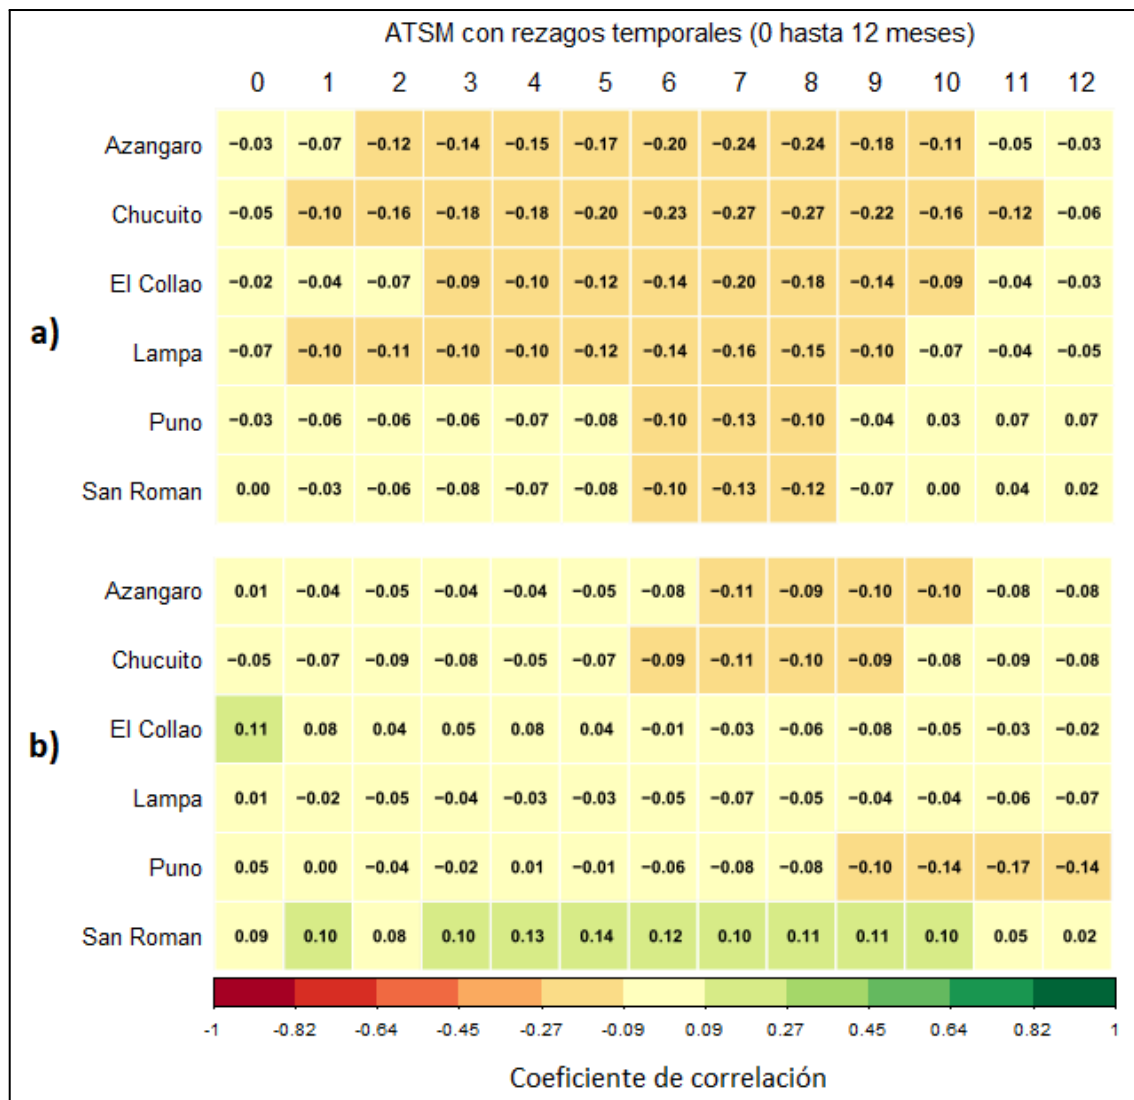 ATSM con rezagos temporales (0 hasta 12 meses)
0 1 2 3 4 5 6 7 8 9 10 11 12
Azangaro −0.03 −0.07 −0.12 −0.14 −0.15 −0.17 −0.20 −0.24 −0.24 −0.18 −0.11 −0.05 −0.03
Chucuito −0.05 −0.10 −0.16 −0.18 −0.18 −0.20 −0.23 −0.27 −0.27 −0.22 −0.16 −0.12 −0.06
El Collao −0.02 −0.04 −0.07 −0.09 −0.10 −0.12 −0.14 −0.20 −0.18 −0.14 −0.09 −0.04 −0.03
a)
Lampa −0.07 −0.10 −0.11 −0.10 −0.10 −0.12 −0.14 −0.16 −0.15 −0.10 −0.07 −0.04 −0.05
Puno −0.03 −0.06 −0.06 −0.06 −0.07 −0.08 −0.10 −0.13 −0.10 −0.04 0.03 0.07 0.07
San Roman 0.00 −0.03 −0.06 −0.08 −0.07 −0.08 −0.10 −0.13 −0.12 −0.07 0.00 0.04 0.02
Azangaro 0.01 −0.04 −0.05 −0.04 −0.04 −0.05 −0.08 −0.11 −0.09 −0.10 −0.10 −0.08 −0.08
Chucuito −0.05 −0.07 −0.09 −0.08 −0.05 −0.07 −0.09 −0.11 −0.10 −0.09 −0.08 −0.09 −0.08
El Collao 0.11 0.08 0.04 0.05 0.08 0.04 −0.01 −0.03 −0.06 −0.08 −0.05 −0.03 −0.02
b)
Lampa 0.01 −0.02 −0.05 −0.04 −0.03 −0.03 −0.05 −0.07 −0.05 −0.04 −0.04 −0.06 −0.07
Puno 0.05 0.00 −0.04 −0.02 0.01 −0.01 −0.06 −0.08 −0.08 −0.10 −0.14 −0.17 −0.14
San Roman 0.09 0.10 0.08 0.10 0.13 0.14 0.12 0.10 0.11 0.11 0.10 0.05 0.02
-1 -0.82 -0.64 -0.45 -0.27 -0.09 0.09 0.27 0.45 0.64 0.82 1
Coeficiente de correlación